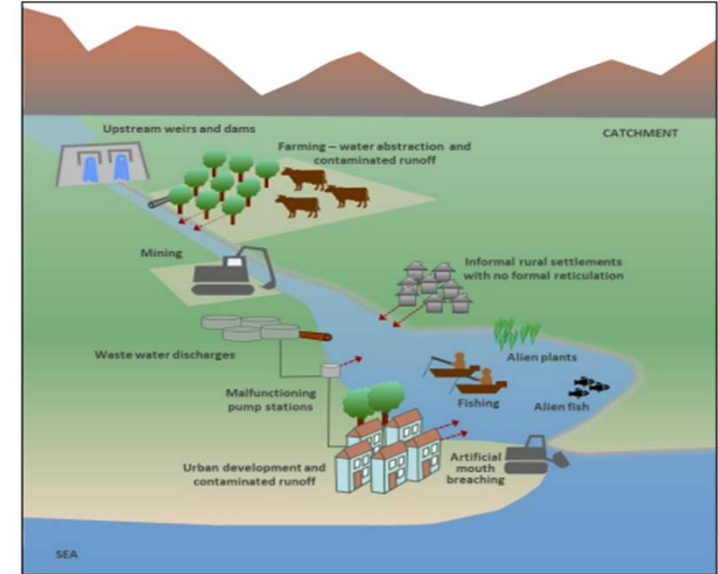 Upstream weirs and dams
CATCHMENT
Farming – water abstraction and
contaminated runoff
Mining
Informal rural settlements
with no formal reticulation
Waste water discharges
Alien plants
Malfunctioning
pump stations
Fishing
Alien fish
Urban development and
contaminated runoff
Artificial
mouth
breaching
SEA